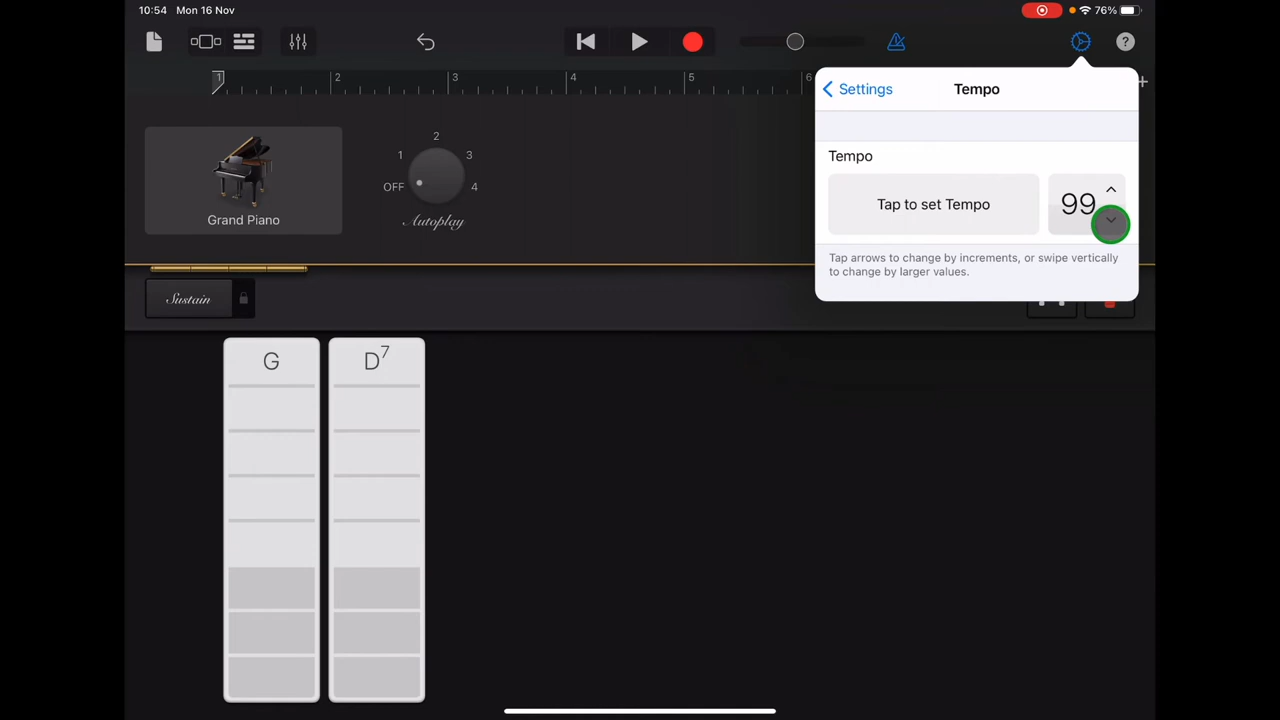 10:54 Mon 16 Nov
76%
1 2 3 4 5 6
Settings Tempo
Tempo
Tap to set Tempo
99
Tap arrows to change by increments, or swipe vertically
to change by larger values.
Grand Piano
OFF 1 2 3 4
Autoplay
Sustain
G
D7